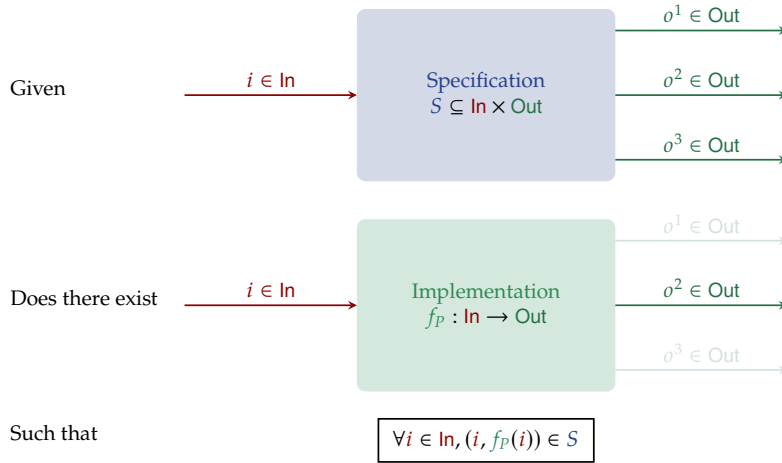 o¹ ∈ Out
Given
i ∈ In
Specification
S ⊆ In × Out
o² ∈ Out
o³ ∈ Out
o¹ ∈ Out
Does there exist
i ∈ In
Implementation
f_P : In → Out
o² ∈ Out
o³ ∈ Out
Such that
∀i ∈ In, (i, f_P(i)) ∈ S